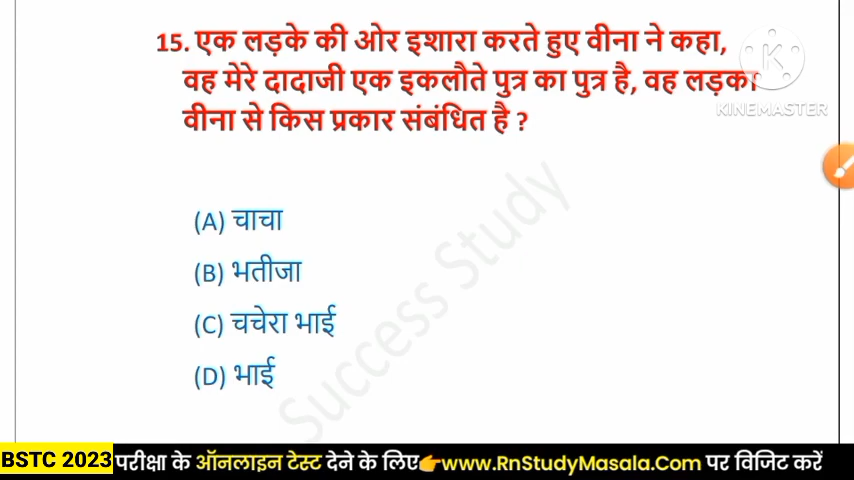 15. एक लड़के की ओर इशारा करते हुए वीना ने कहा,
वह मेरे दादाजी एक इकलौते पुत्र का पुत्र है, वह लड़का
वीना से किस प्रकार संबंधित है ?
KINEMASTER
(A) चाचा
(B) भतीजा
(C) चचेरा भाई
(D) भाई
Success Study
BSTC 2023 परीक्षा के ऑनलाइन टेस्ट देने के लिए👉www.RnStudyMasala.Com पर विजिट करें